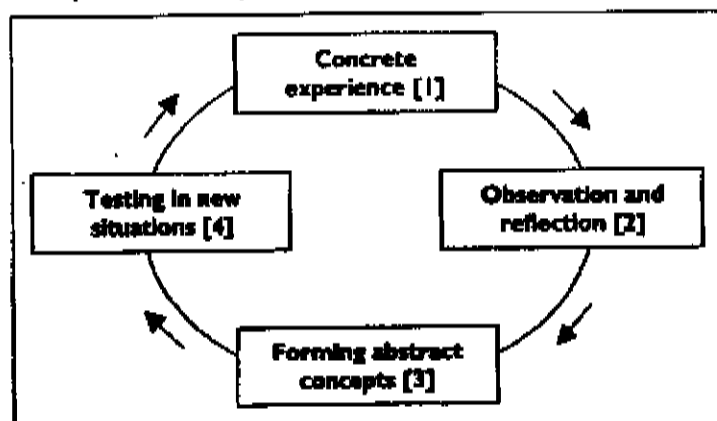 Concrete
experience [1]
Testing in new
situations [4]
Observation and
reflection [2]
Forming abstract
concepts [3]